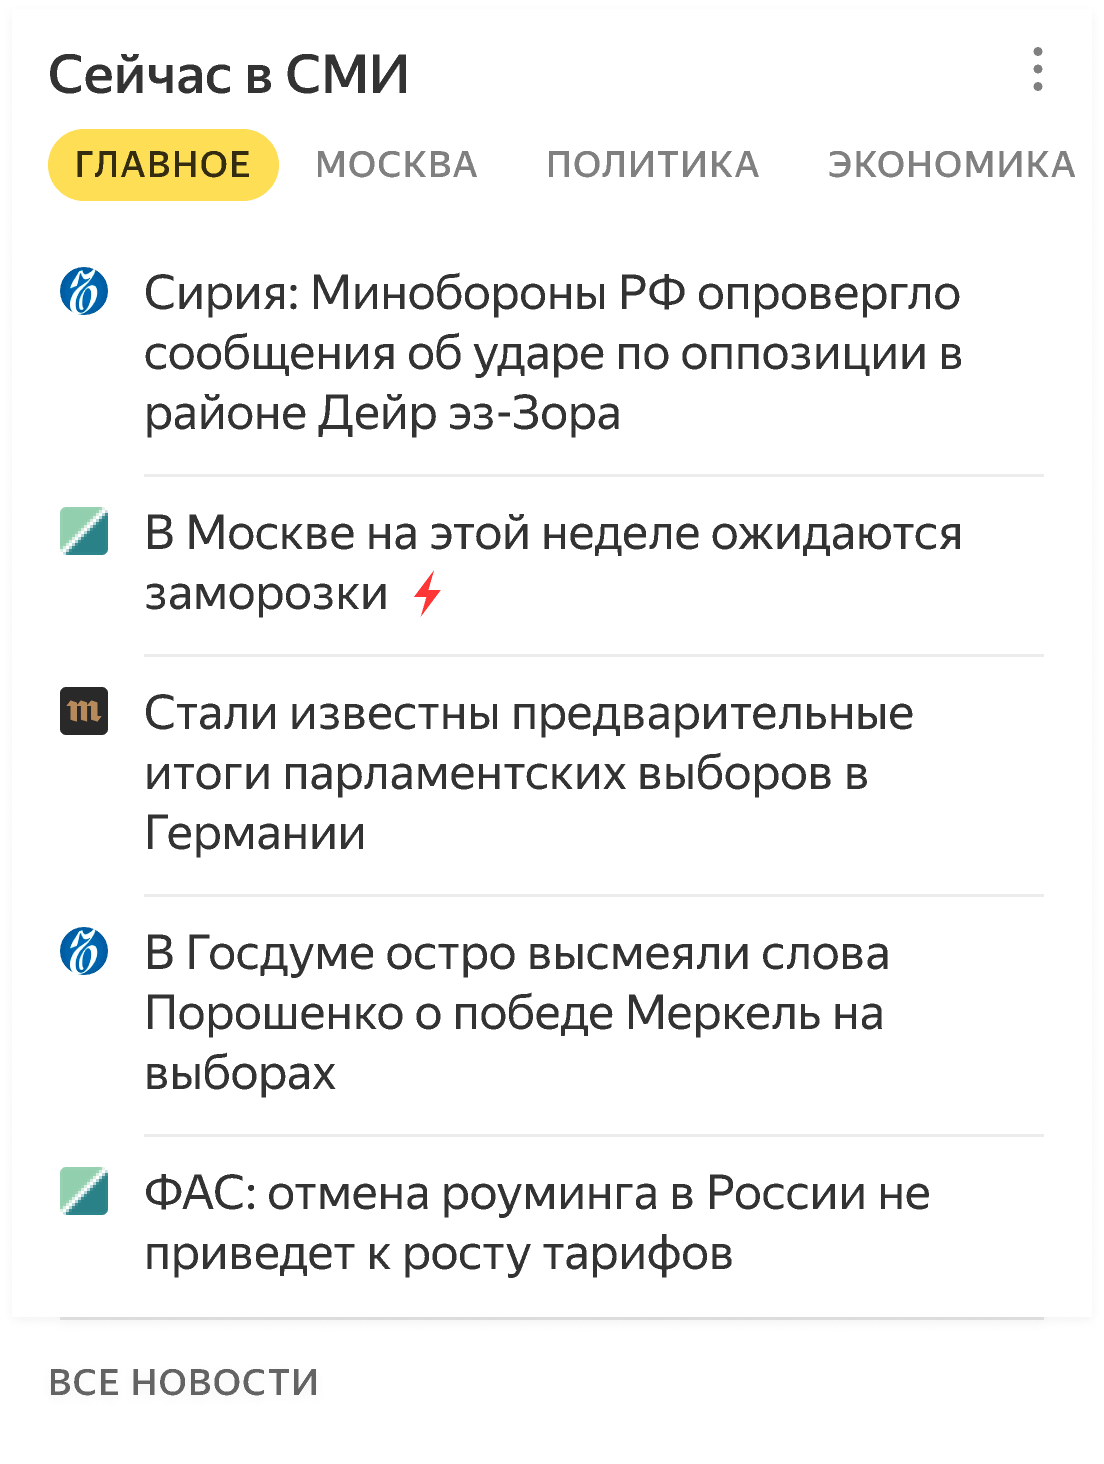 Сейчас в СМИ
ГЛАВНОЕ МОСКВА ПОЛИТИКА ЭКОНОМИКА
Сирия: Минобороны РФ опровергло
сообщения об ударе по оппозиции в
районе Дейр эз-Зора
В Москве на этой неделе ожидаются
заморозки
m
Стали известны предварительные
итоги парламентских выборов в
Германии
В Госдуме остро высмеяли слова
Порошенко о победе Меркель на
выборах
ФАС: отмена роуминга в России не
приведет к росту тарифов
ВСЕ НОВОСТИ